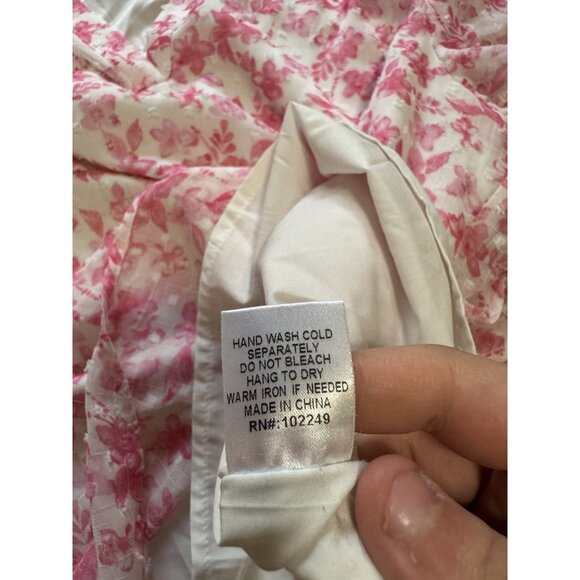 HAND WASH COLD
SEPARATELY
DO NOT BLEACH
HANG TO DRY
WARM IRON IF NEEDED
MADE IN CHINA
RN#:102249